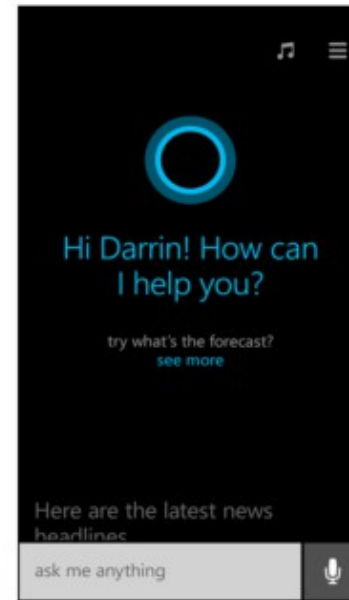 Hi Darrin! How can
I help you?
try what's the forecast?
see more
Here are the latest news
headlines
ask me anything